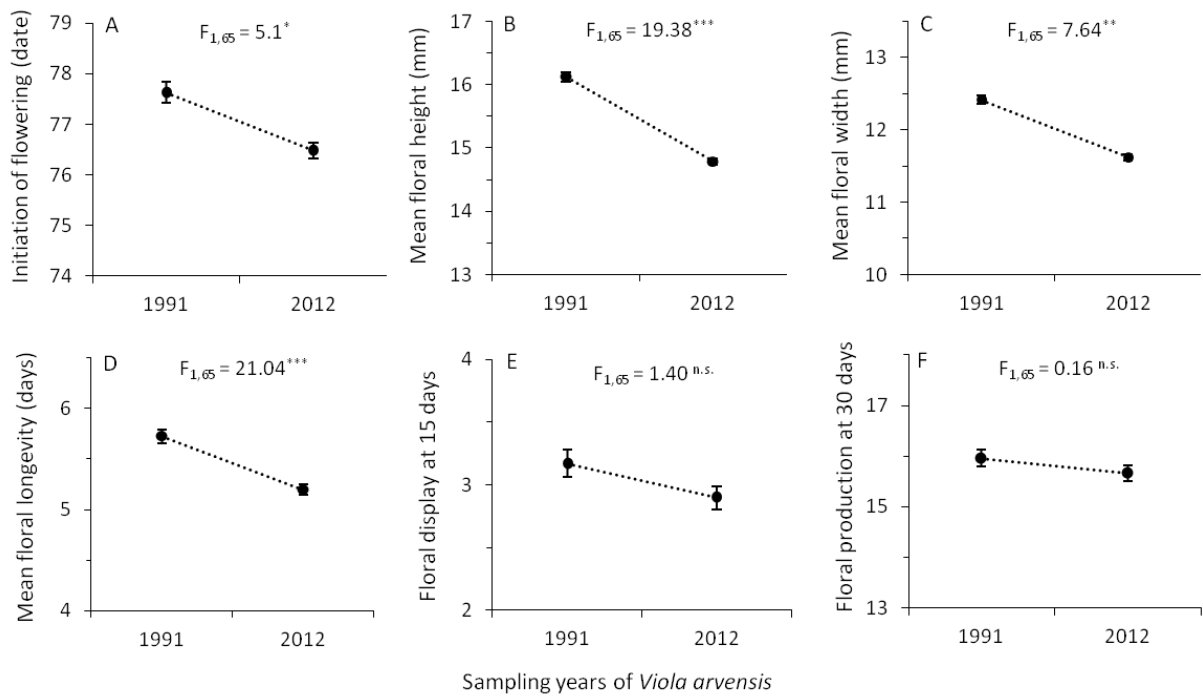 A
F1,65 = 5.1*
Initiation of flowering (date)
79
78
77
76
75
74
1991 2012
B
F1,65 = 19.38***
Mean floral height (mm)
17
16
15
14
13
1991 2012
C
F1,65 = 7.64**
Mean floral width (mm)
13
12
11
10
1991 2012
D
F1,65 = 21.04***
Mean floral longevity (days)
6
5
4
1991 2012
E
F1,65 = 1.40 n.s.
Floral display at 15 days
4
3
2
1991 2012
F
F1,65 = 0.16 n.s.
Floral production at 30 days
17
15
13
1991 2012
Sampling years of Viola arvensis